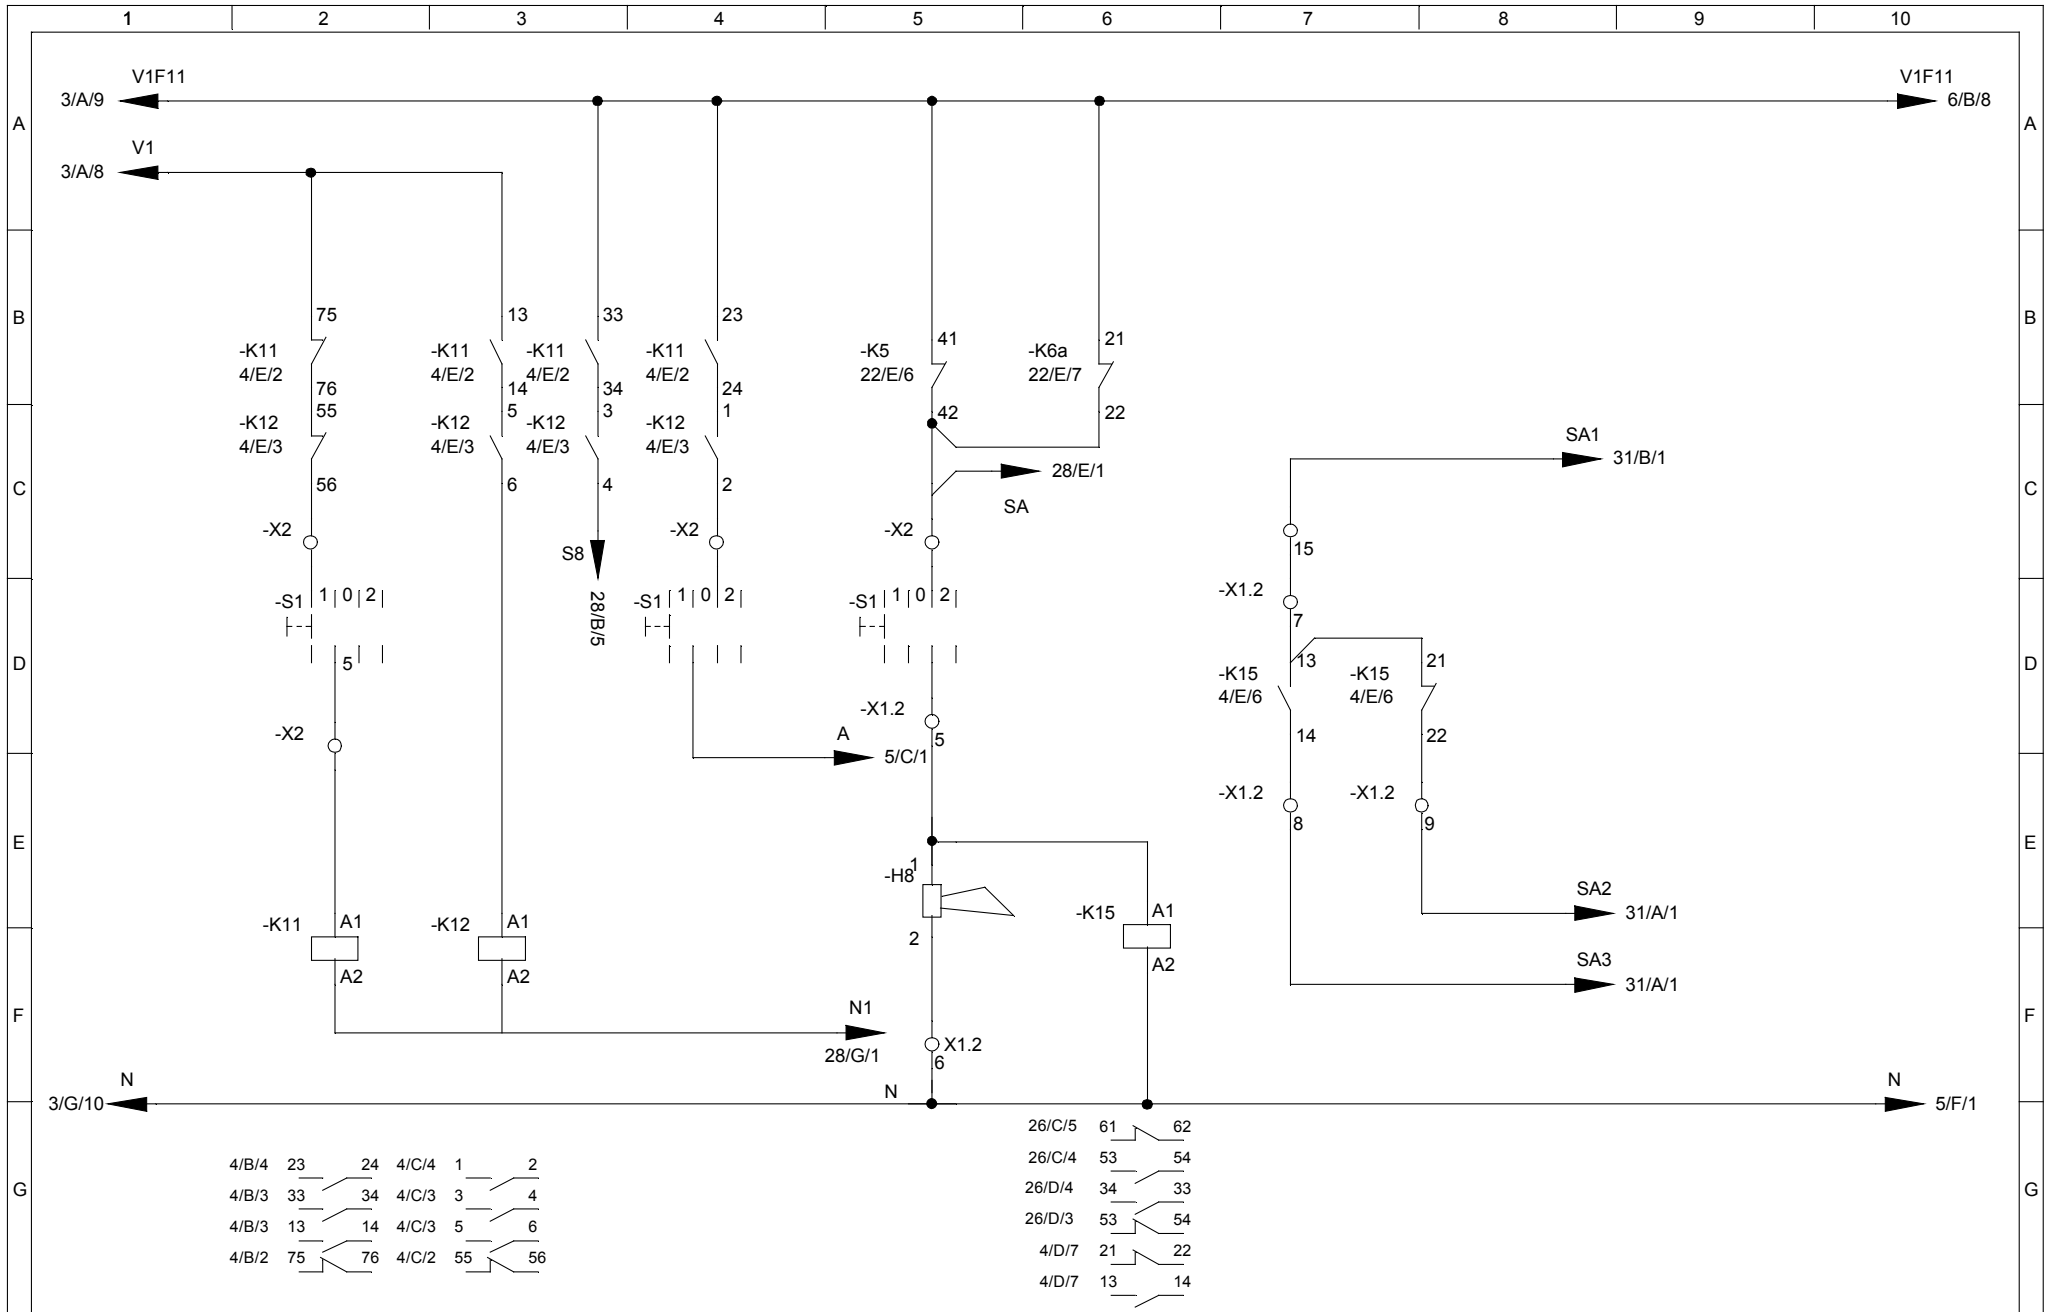 1 2 3 4 5 6 7 8 9 10
V1F11 V1F11
3/A/9 6/B/8
A A
V1
3/A/8
75 13 33 23
B B
41 21
-K11 -K11 -K11 -K11 -K5 -K6a
4/E/2 4/E/2 4/E/2 4/E/2 22/E/6 22/E/7
76 14 34 24
55 5 3 1 42 22
-K12 -K12 -K12 -K12
4/E/3 4/E/3 4/E/3 4/E/3
SA1
31/B/1
28/E/1
56 6 4 2
C C
SA
-X2 -X2 -X2
S8
15
-X1.2
7
-S1 1 0 2 28/B/5 -S1 1 0 2 -S1 1 0 2
5
D D
13 21
-K15 -K15
4/E/6 4/E/6
-X1.2
5
-X2
A
5/C/1
14 22
-X1.2 -X1.2
8 9
E E
1
-H8
SA2
31/A/1
-K11 A1 -K12 A1 -K15 A1
2
A2 A2 A2
SA3
31/A/1
N1
28/G/1
F F
X1.2
6
N N N
3/G/10 5/F/1
26/C/5 61 62
26/C/4 53 54
4/B/4 23 24 4/C/4 1 2
G G
26/D/4 34 33
4/B/3 33 34 4/C/3 3 4
26/D/3 53 54
4/B/3 13 14 4/C/3 5 6
4/D/7 21 22
4/B/2 75 76 4/C/2 55 56
4/D/7 13 14